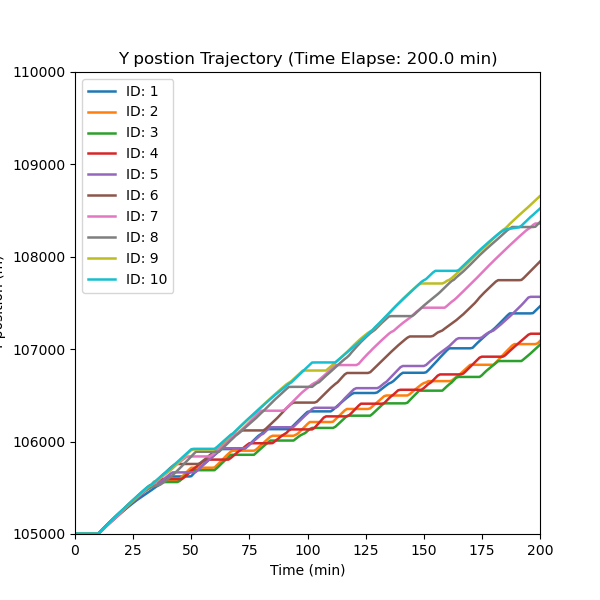 Y postion Trajectory (Time Elapse: 200.0 min)
110000
109000
108000
107000
106000
105000
ID: 1
ID: 2
ID: 3
ID: 4
ID: 5
ID: 6
ID: 7
ID: 8
ID: 9
ID: 10
0 25 50 75 100 125 150 175 200
Time (min)